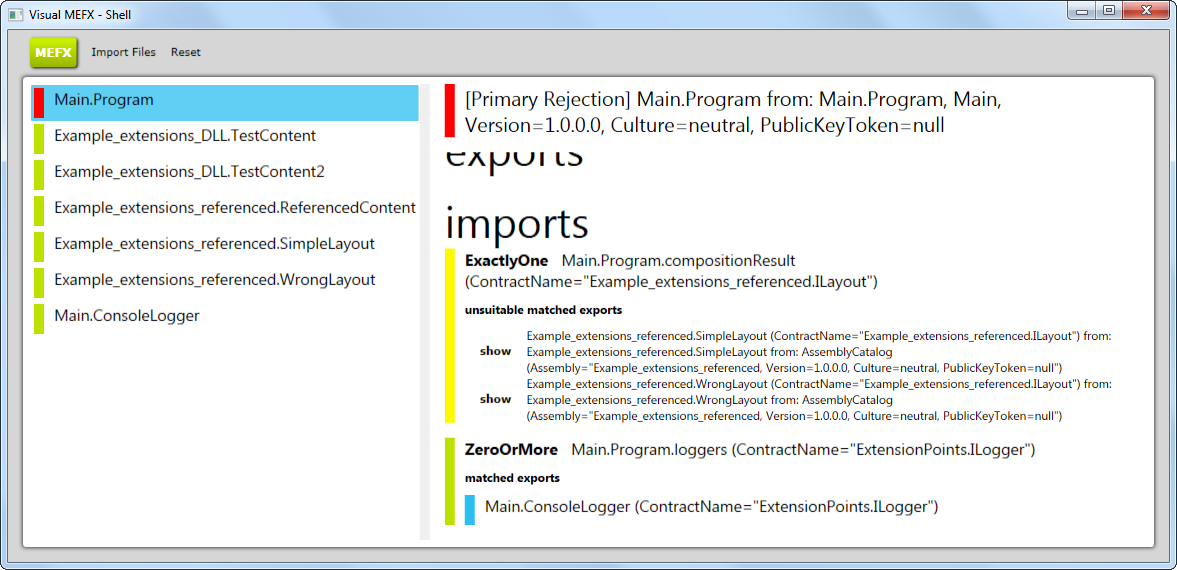 Visual MEFX - Shell
MEFX Import Files Reset
Main.Program
Example_extensions_DLL.TestContent
Example_extensions_DLL.TestContent2
Example_extensions_referenced.ReferencedContent
Example_extensions_referenced.SimpleLayout
Example_extensions_referenced.WrongLayout
Main.ConsoleLogger
[Primary Rejection] Main.Program from: Main.Program, Main,
Version=1.0.0.0, Culture=neutral, PublicKeyToken=null
exports
imports
ExactlyOne Main.Program.compositionResult
(ContractName="Example_extensions_referenced.ILayout")
unsuitable matched exports
Example_extensions_referenced.SimpleLayout (ContractName="Example_extensions_referenced.ILayout") from:
show Example_extensions_referenced.SimpleLayout from: AssemblyCatalog
(Assembly="Example_extensions_referenced, Version=1.0.0.0, Culture=neutral, PublicKeyToken=null")
Example_extensions_referenced.WrongLayout (ContractName="Example_extensions_referenced.ILayout") from:
show Example_extensions_referenced.WrongLayout from: AssemblyCatalog
(Assembly="Example_extensions_referenced, Version=1.0.0.0, Culture=neutral, PublicKeyToken=null")
ZeroOrMore Main.Program.loggers (ContractName="ExtensionPoints.ILogger")
matched exports
Main.ConsoleLogger (ContractName="ExtensionPoints.ILogger")